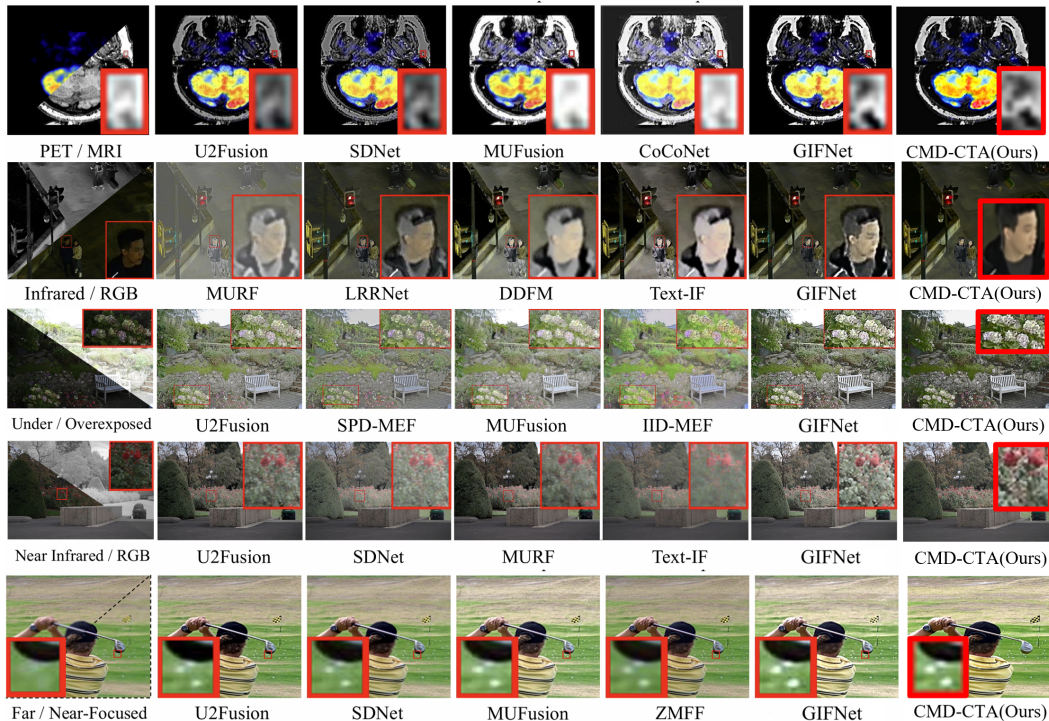 PET / MRI U2Fusion SDNet MUFusion CoCoNet GIFNet CMD-CTA(Ours)
Infrared / RGB MURF LRRNet DDFM Text-IF GIFNet CMD-CTA(Ours)
Under / Overexposed U2Fusion SPD-MEF MUFusion IID-MEF GIFNet CMD-CTA(Ours)
Near Infrared / RGB U2Fusion SDNet MURF Text-IF GIFNet CMD-CTA(Ours)
Far / Near-Focused U2Fusion SDNet MUFusion ZMFF GIFNet CMD-CTA(Ours)